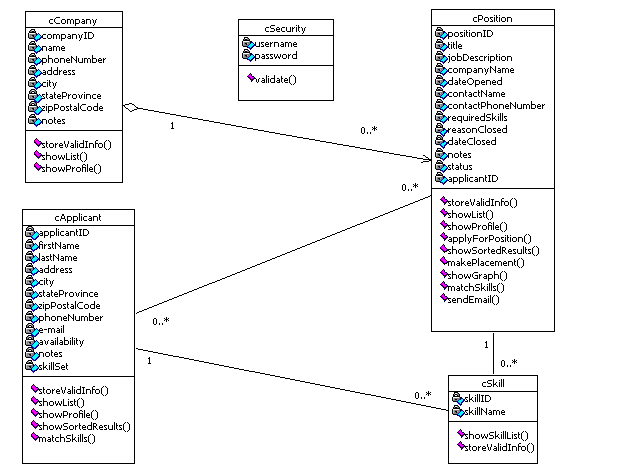 cCompany
companyID
name
phoneNumber
address
city
stateProvince
zipPostalCode
notes
storeValidInfo()
showList()
showProfile()
cSecurity
username
password
validate()
cPosition
positionID
title
jobDescription
companyName
dateOpened
contactName
contactPhoneNumber
requiredSkills
reasonClosed
dateClosed
notes
status
applicantID
storeValidInfo()
showList()
showProfile()
applyForPosition()
showSortedResults()
makePlacement()
showGraph()
matchSkills()
sendEmail()
1
0..*
0..*
0..*
cApplicant
applicantID
firstName
lastName
address
city
stateProvince
zipPostalCode
phoneNumber
e-mail
availability
notes
skillSet
storeValidInfo()
showList()
showProfile()
showSortedResults()
matchSkills()
1
0..*
1
0..*
cSkill
skillID
skillName
showSkillList()
storeValidInfo()